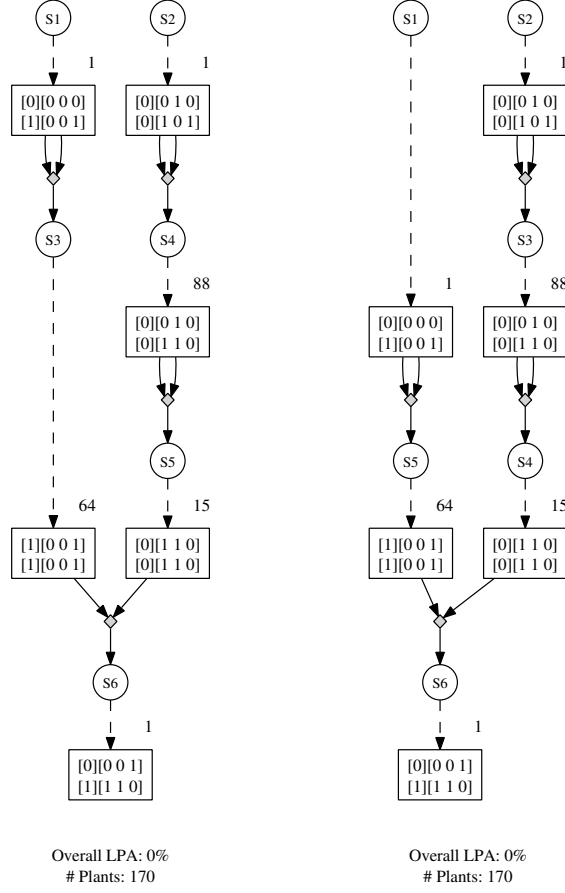 S1
S2
1
1
[0][0 0 0]
[1][0 0 1]
[0][0 1 0]
[0][1 0 1]
S3
S4
88
[0][0 1 0]
[0][1 1 0]
S5
64
15
[1][0 0 1]
[1][0 0 1]
[0][1 1 0]
[0][1 1 0]
S6
1
[0][0 0 1]
[1][1 1 0]
Overall LPA: 0%
# Plants: 170
S1
S2
1
[0][0 1 0]
[0][1 0 1]
S3
1
88
[0][0 0 0]
[1][0 0 1]
[0][0 1 0]
[0][1 1 0]
S5
S4
64
15
[1][0 0 1]
[1][0 0 1]
[0][1 1 0]
[0][1 1 0]
S6
1
[0][0 0 1]
[1][1 1 0]
Overall LPA: 0%
# Plants: 170